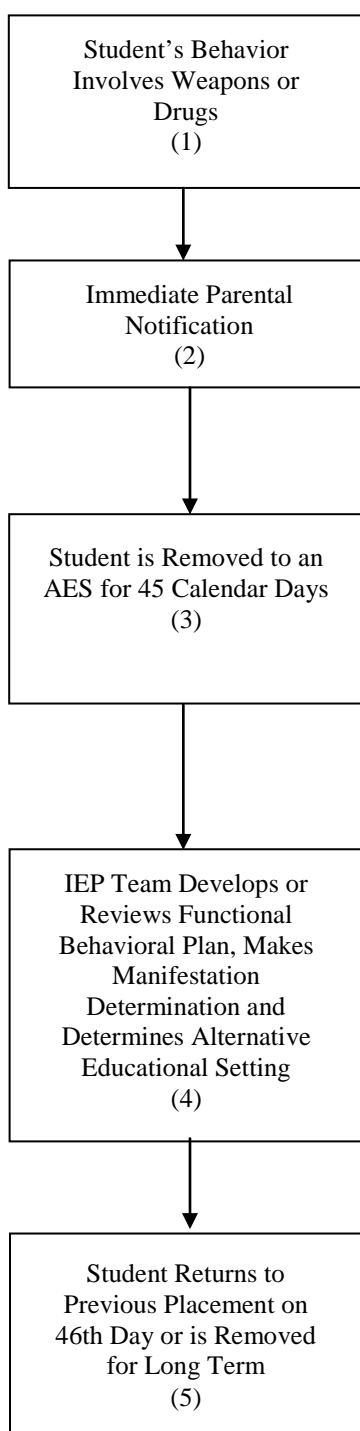 Student’s Behavior
Involves Weapons or
Drugs
(1)
Immediate Parental
Notification
(2)
Student is Removed to an
AES for 45 Calendar Days
(3)
IEP Team Develops or
Reviews Functional
Behavioral Plan, Makes
Manifestation
Determination and
Determines Alternative
Educational Setting
(4)
Student Returns to
Previous Placement on
46th Day or is Removed
for Long Term
(5)